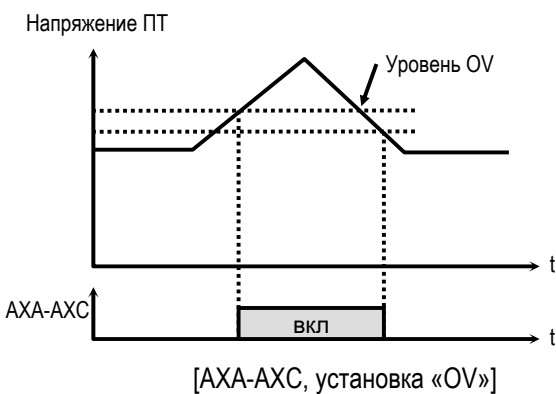 Напряжение ПТ
Уровень OV
t
AXA-AXC
вкл
t
[AXA-AXC, установка «OV»]